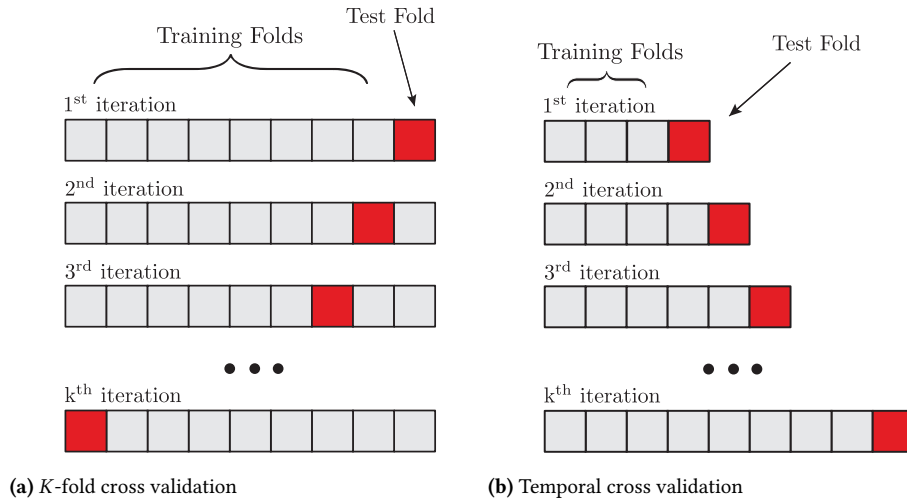 Test Fold
Training Folds
1st iteration
2nd iteration
3rd iteration
kth iteration
(a) K-fold cross validation
Test Fold
Training Folds
1st iteration
2nd iteration
3rd iteration
kth iteration
(b) Temporal cross validation